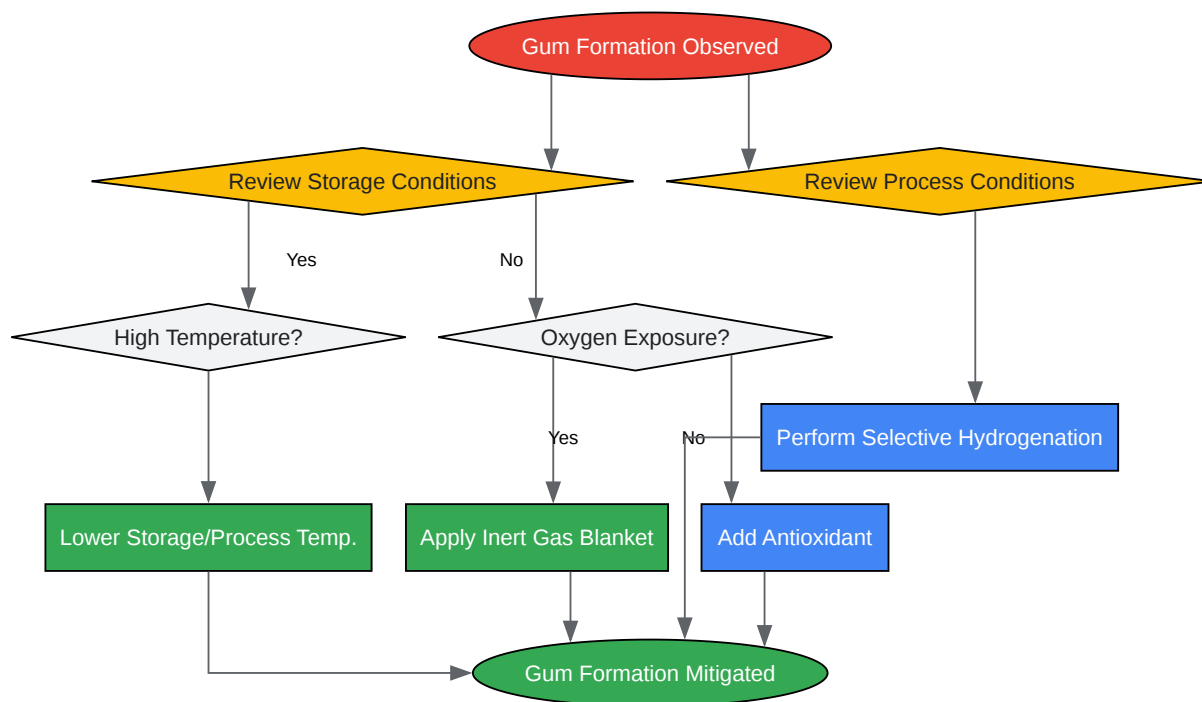 Gum Formation Observed
Review Storage Conditions
Review Process Conditions
Yes
No
High Temperature?
Oxygen Exposure?
Yes
No
Perform Selective Hydrogenation
Lower Storage/Process Temp.
Apply Inert Gas Blanket
Add Antioxidant
Gum Formation Mitigated